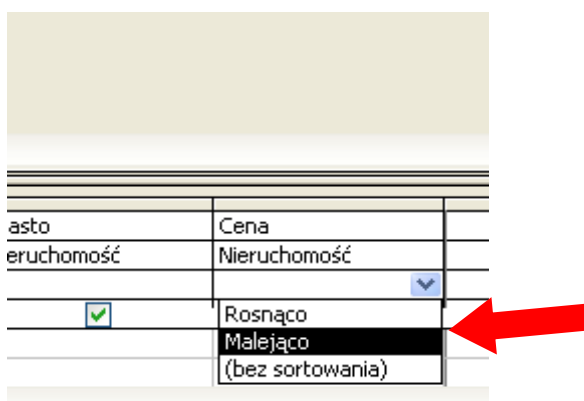 asto Cena
eruchomość Nieruchomość
Rosnąco
Malejąco
(bez sortowania)